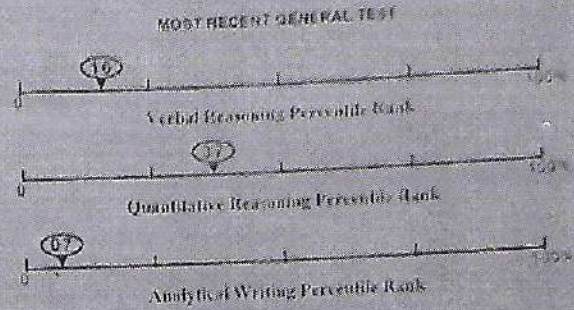 MOST RECENT GENERAL TEST
16
0 100%
Verbal Reasoning Percentile Rank
37
0 100%
Quantitative Reasoning Percentile Rank
07
0 100%
Analytical Writing Percentile Rank